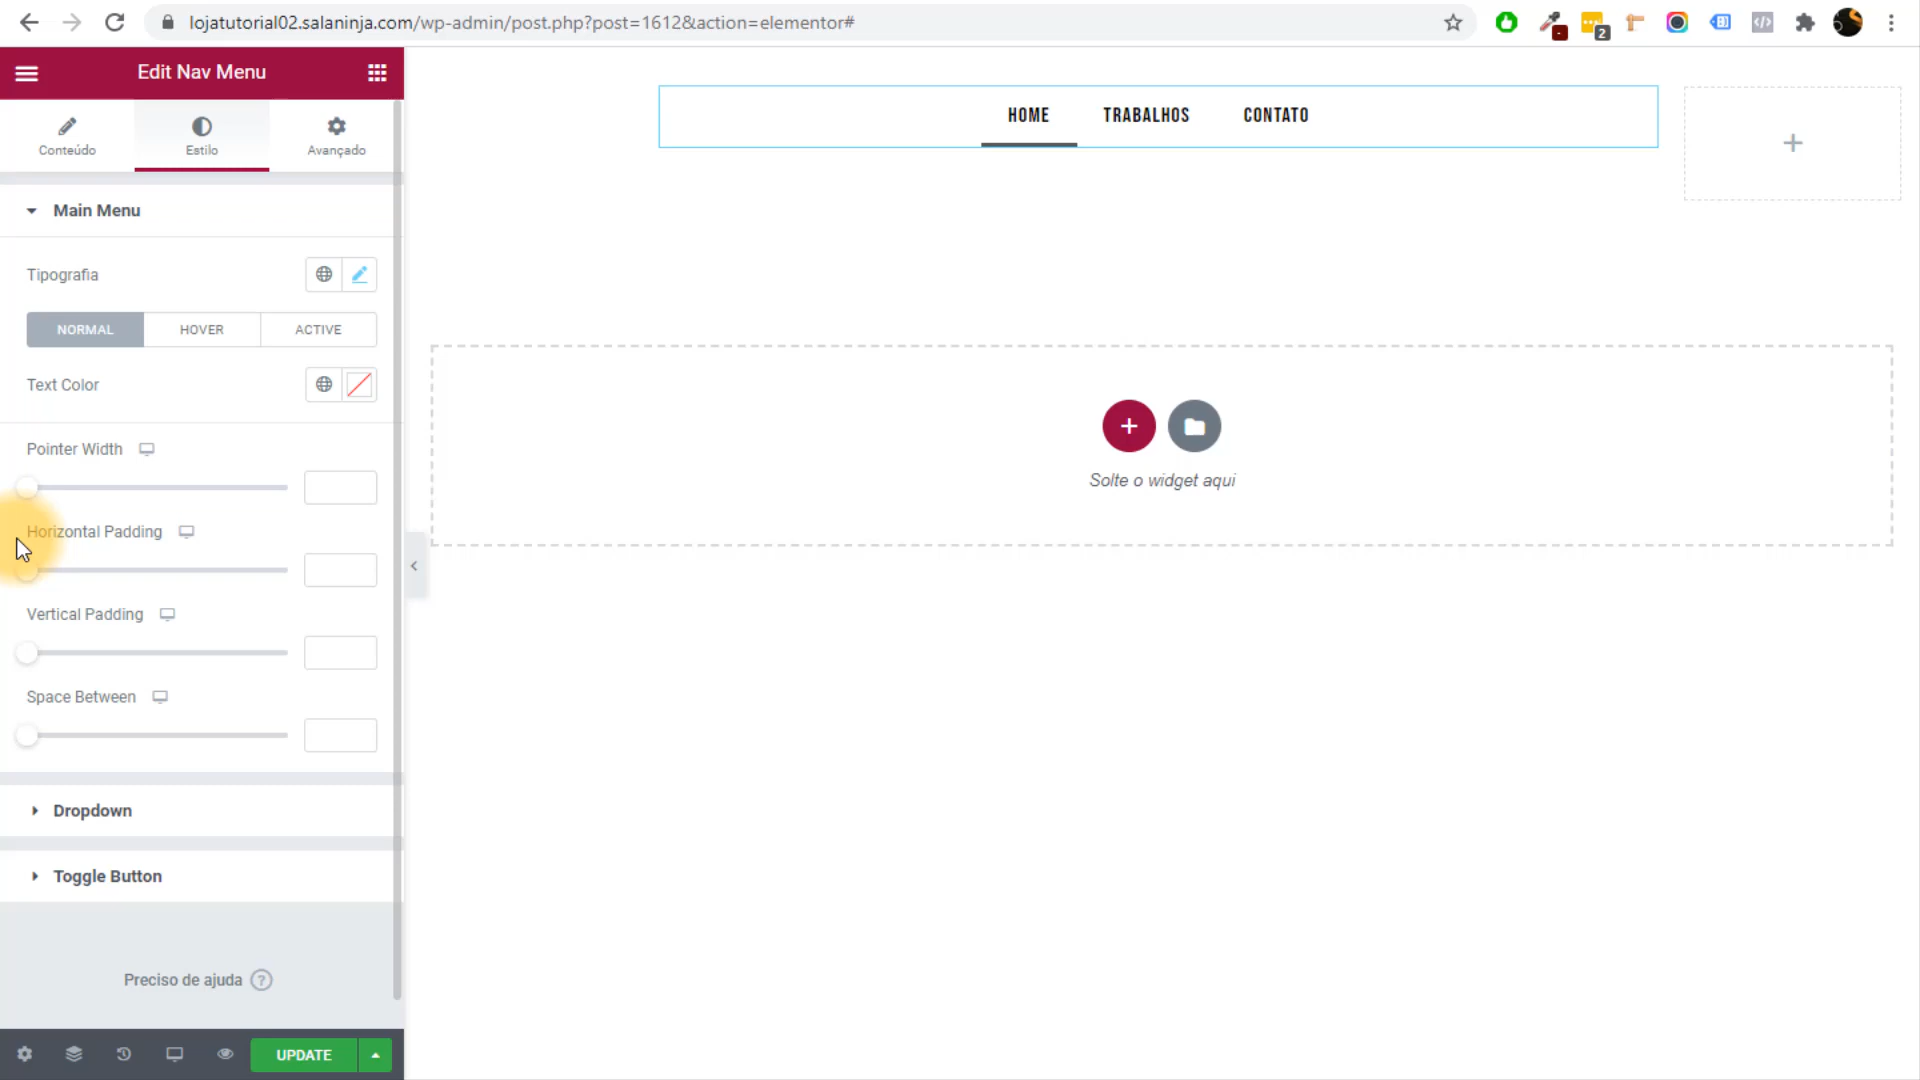 lojatutorial02.salaninja.com/wp-admin/post.php?post=1612&action=elementor#
2
Edit Nav Menu
Conteúdo
Estilo
Avançado
HOME
TRABALHOS
CONTATO
Main Menu
Tipografia
NORMAL
HOVER
ACTIVE
Text Color
Pointer Width
Horizontal Padding
Vertical Padding
Space Between
Solte o widget aqui
Dropdown
Toggle Button
Preciso de ajuda ?
UPDATE